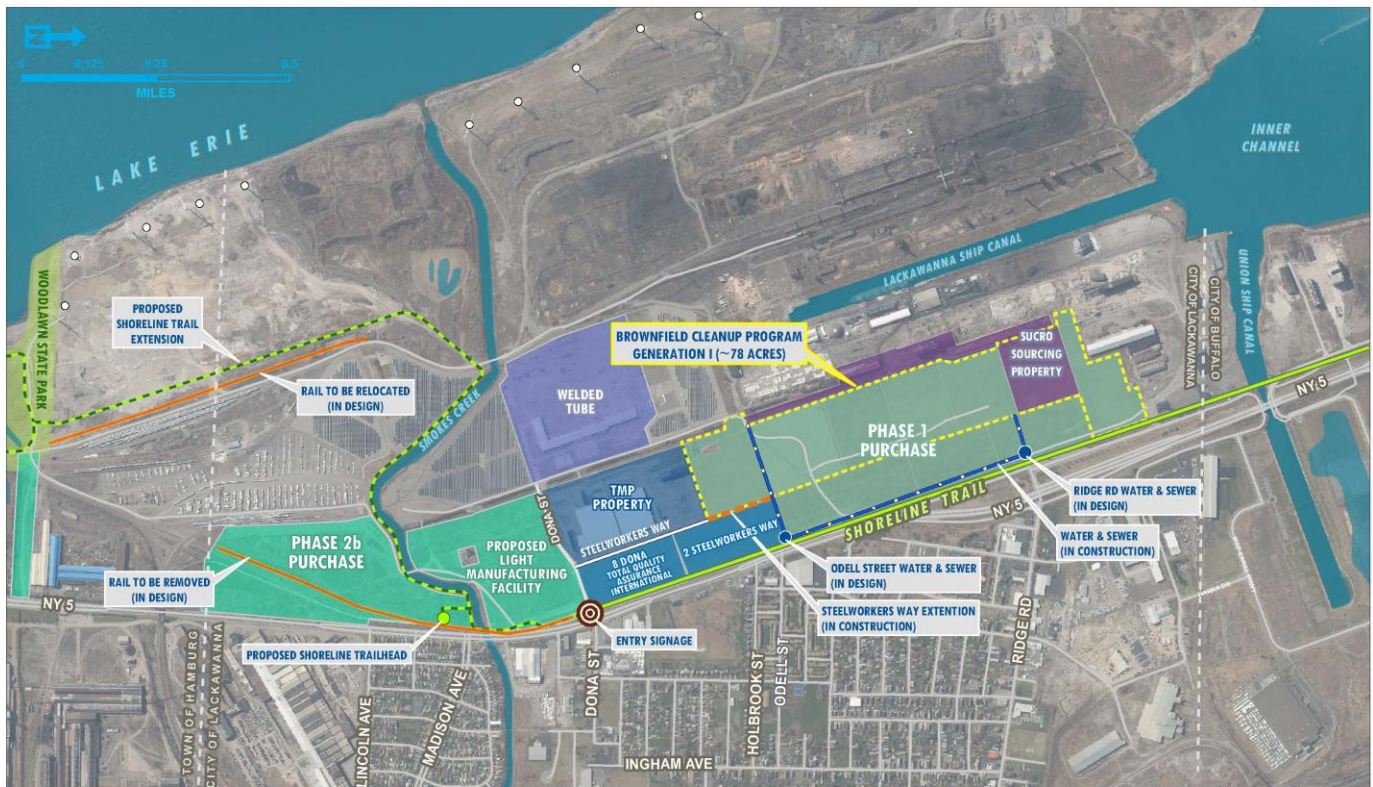 N
0 0.125 0.25 0.5
MILES
LAKE ERIE
INNER
CHANNEL
LACKAWANNA SHIP CANAL
UNION SHIP CANAL
CITY OF BUFFALO
CITY OF LACKAWANNA
WOODLAWN STATE PARK
PROPOSED
SHORELINE TRAIL
EXTENSION
RAIL TO BE RELOCATED
(IN DESIGN)
SMOKES CREEK
WELDED
TUBE
BROWNFIELD CLEANUP PROGRAM
GENERATION I (~78 ACRES)
SUCRO
SOURCING
PROPERTY
PHASE 1
PURCHASE
NY 5
TMP
PROPERTY
DONA ST
STEELWORKERS WAY
2 STEELWORKERS WAY
8 DONA
TOTAL QUALITY
ASSURANCE
INTERNATIONAL
SHORELINE TRAIL
NY 5
RIDGE RD WATER & SEWER
(IN DESIGN)
WATER & SEWER
(IN CONSTRUCTION)
ODELL STREET WATER & SEWER
(IN DESIGN)
STEELWORKERS WAY EXTENTION
(IN CONSTRUCTION)
PHASE 2b
PURCHASE
PROPOSED
LIGHT
MANUFACTURING
FACILITY
RAIL TO BE REMOVED
(IN DESIGN)
NY 5
PROPOSED SHORELINE TRAILHEAD
ENTRY SIGNAGE
TOWN OF HAMBURG
CITY OF LACKAWANNA
LINCOLN AVE
MADISON AVE
DONA ST
HOLBROOK ST
ODELL ST
RIDGE RD
INGHAM AVE